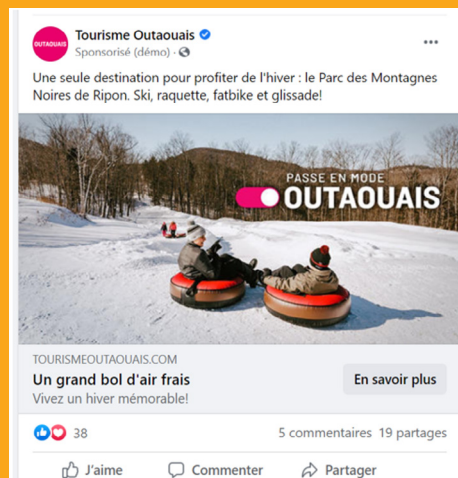 OUTAOUAIS
Tourisme Outaouais
Sponsorisé (démo) ·
Une seule destination pour profiter de l'hiver : le Parc des Montagnes
Noires de Ripon. Ski, raquette, fatbike et glissade!
PASSE EN MODE
OUTAOUAIS
TOURISMEOUTAOUAIS.COM
Un grand bol d'air frais
Vivez un hiver mémorable!
En savoir plus
38
5 commentaires 19 partages
J'aime Commenter Partager